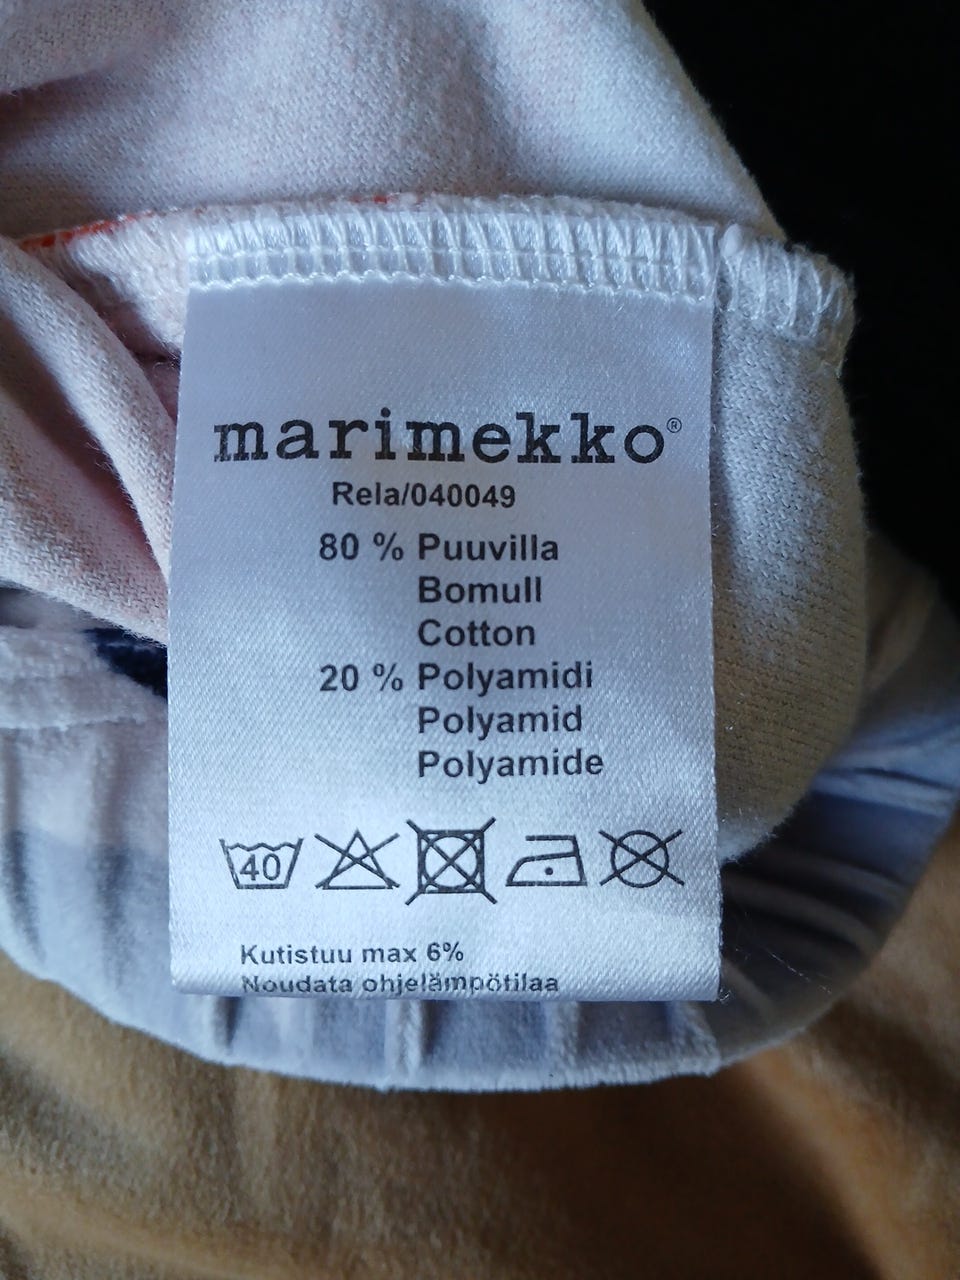 marimekko®
Rela/040049
80 % Puuvilla
Bomull
Cotton
20 % Polyamidi
Polyamid
Polyamide
40
Kutistuu max 6%
Noudata ohjelämpötilaa